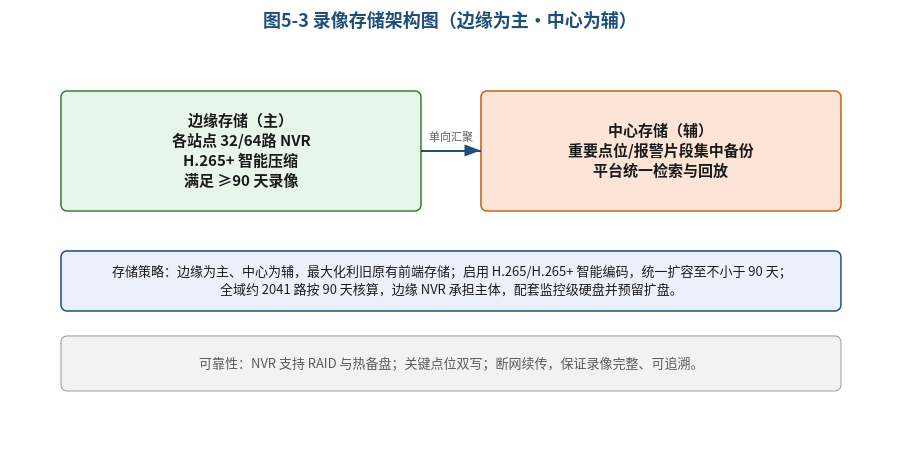 图5-3 录像存储架构图（边缘为主·中心为辅）
边缘存储（主）
各站点 32/64路 NVR
H.265+ 智能压缩
满足 ≥90 天录像
单向汇聚
中心存储（辅）
重要点位/报警片段集中备份
平台统一检索与回放
存储策略：边缘为主、中心为辅，最大化利旧原有前端存储；启用 H.265/H.265+ 智能编码，统一扩容至不小于 90 天；
全域约 2041 路按 90 天核算，边缘 NVR 承担主体，配套监控级硬盘并预留扩盘。
可靠性：NVR 支持 RAID 与热备盘；关键点位双写；断网续传，保证录像完整、可追溯。